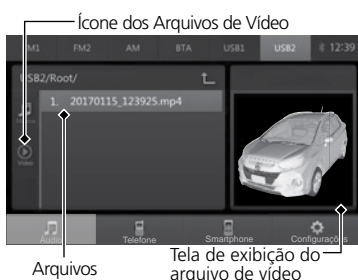 Ícone dos Arquivos de Vídeo
FM1 FM2 AM BTA USB1 USB2 12:39
USB2/Root/
1. 20170115_123925.mp4
Video
Áudio Telefone Smartphone Configurações
Arquivos
Tela de exibição do
arquivo de vídeo